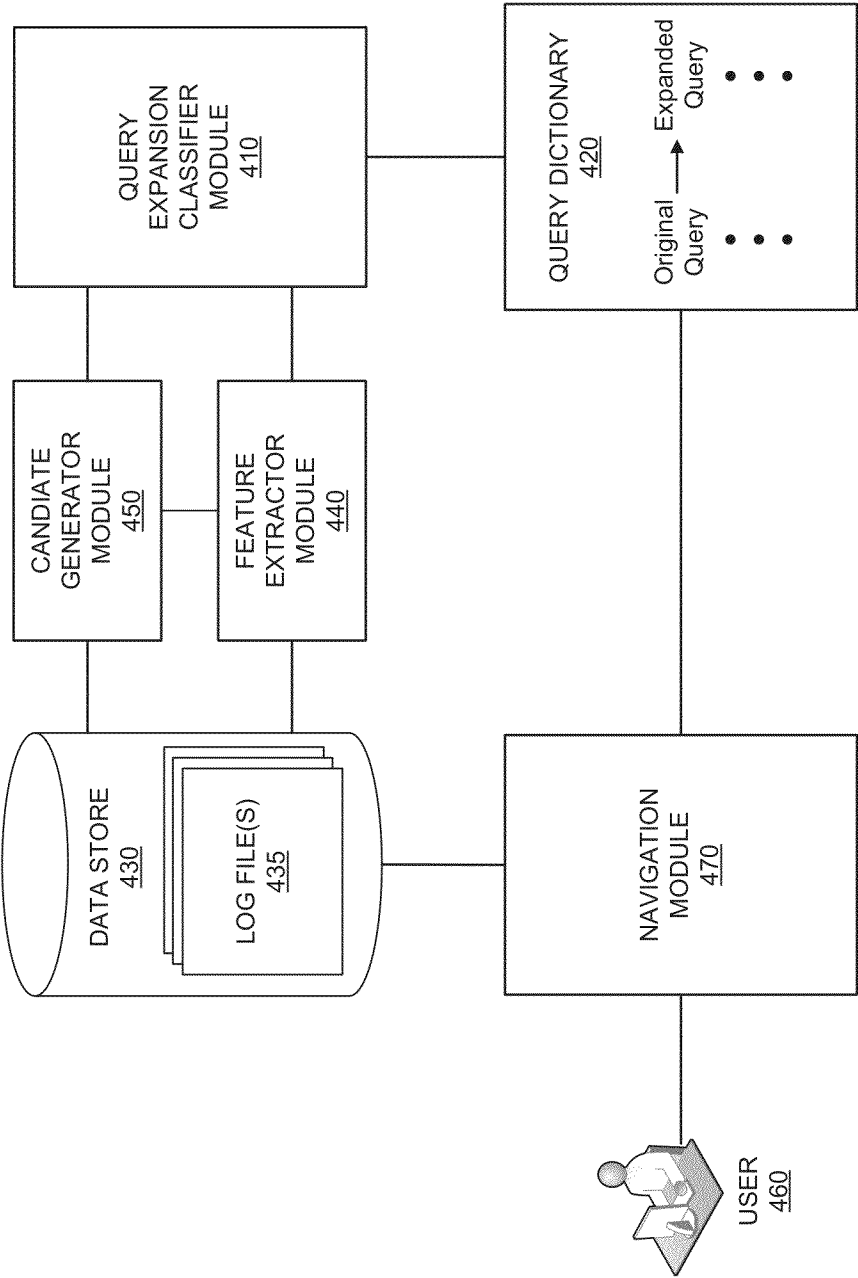 DATA STORE
430
LOG FILE(S)
435
CANDIATE
GENERATOR
MODULE
450
FEATURE
EXTRACTOR
MODULE
440
QUERY
EXPANSION
CLASSIFIER
MODULE
410
USER
460
NAVIGATION
MODULE
470
QUERY DICTIONARY
420
Original
Query
Expanded
Query